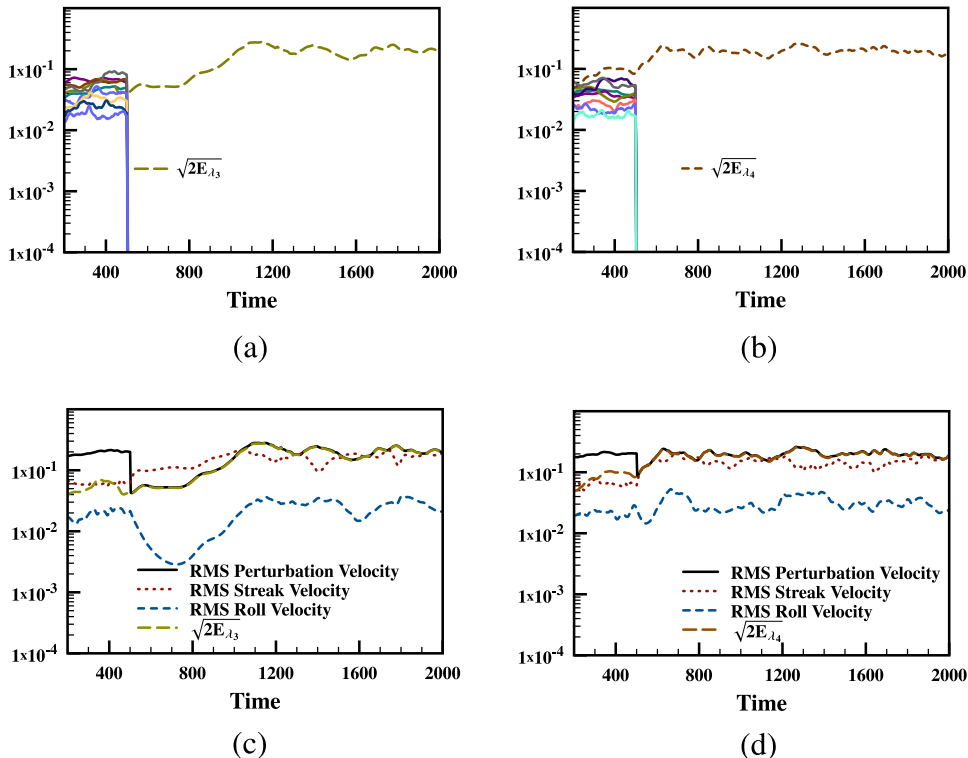 1x10⁻¹
1x10⁻²
1x10⁻³
1x10⁻⁴
400 800 1200 1600 2000
Time
√2E_λ₃
(a)
1x10⁻¹
1x10⁻²
1x10⁻³
1x10⁻⁴
400 800 1200 1600 2000
Time
√2E_λ₄
(b)
1x10⁻¹
1x10⁻²
1x10⁻³
1x10⁻⁴
RMS Perturbation Velocity
RMS Streak Velocity
RMS Roll Velocity
√2E_λ₃
400 800 1200 1600 2000
Time
(c)
1x10⁻¹
1x10⁻²
1x10⁻³
1x10⁻⁴
RMS Perturbation Velocity
RMS Streak Velocity
RMS Roll Velocity
√2E_λ₄
400 800 1200 1600 2000
Time
(d)